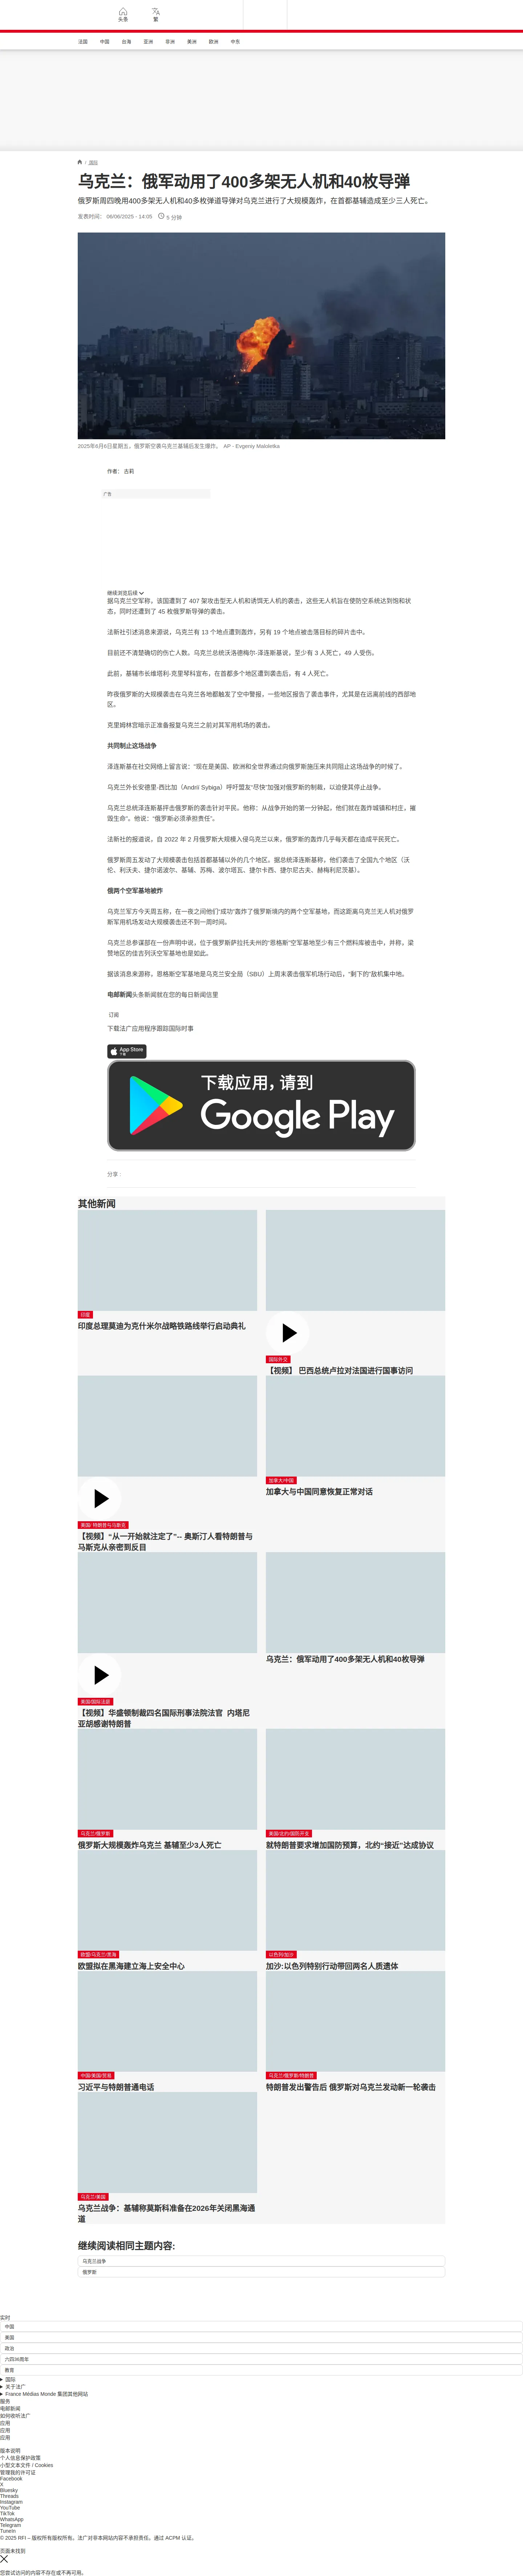 头条
繁
法国
中國
台海
亚洲
非洲
美洲
欧洲
中东
/ 国际
乌克兰：俄军动用了400多架无人机和40枚导弹
俄罗斯周四晚用400多架无人机和40多枚弹道导弹对乌克兰进行了大规模轰炸，在首都基辅造成至少三人死亡。
发表时间： 06/06/2025 - 14:05
5 分钟
2025年6月6日星期五，俄罗斯空袭乌克兰基辅后发生爆炸。 AP - Evgeniy Maloletka
作者： 古莉
广告
继续浏览后续
据乌克兰空军称，该国遭到了 407 架攻击型无人机和诱饵无人机的袭击，这些无人机旨在使防空系统达到饱和状
态，同时还遭到了 45 枚俄罗斯导弹的袭击。
法新社引述消息来源说，乌克兰有 13 个地点遭到轰炸，另有 19 个地点被击落目标的碎片击中。
目前还不清楚确切的伤亡人数。乌克兰总统沃洛德梅尔-泽连斯基说，至少有 3 人死亡，49 人受伤。
此前，基辅市长维塔利-克里琴科宣布，在首都多个地区遭到袭击后，有 4 人死亡。
昨夜俄罗斯的大规模袭击在乌克兰各地都触发了空中警报，一些地区报告了袭击事件，尤其是在远离前线的西部地
区。
克里姆林宫暗示正准备报复乌克兰之前对其军用机场的袭击。
共同制止这场战争
泽连斯基在社交网络上留言说：“现在是美国、欧洲和全世界通过向俄罗斯施压来共同阻止这场战争的时候了。
乌克兰外长安德里-西比加（Andrii Sybiga）呼吁盟友“尽快”加强对俄罗斯的制裁，以迫使其停止战争。
乌克兰总统泽连斯基抨击俄罗斯的袭击针对平民。他称：从战争开始的第一分钟起，他们就在轰炸城镇和村庄，摧
毁生命”。他说：“俄罗斯必须承担责任”。
法新社的报道说，自 2022 年 2 月俄罗斯大规模入侵乌克兰以来，俄罗斯的轰炸几乎每天都在造成平民死亡。
俄罗斯周五发动了大规模袭击包括首都基辅以外的几个地区。据总统泽连斯基称，他们袭击了全国九个地区（沃
伦、利沃夫、捷尔诺波尔、基辅、苏梅、波尔塔瓦、捷尔卡西、捷尔尼古夫、赫梅利尼茨基）。
俄两个空军基地被炸
乌克兰军方今天周五称，在一夜之间他们“成功”轰炸了俄罗斯境内的两个空军基地，而这距离乌克兰无人机对俄罗
斯军用机场发动大规模袭击还不到一周时间。
乌克兰总参谋部在一份声明中说，位于俄罗斯萨拉托夫州的“恩格斯”空军基地至少有三个燃料库被击中，并称，梁
赞地区的佳吉列沃空军基地也是如此。
据该消息来源称，恩格斯空军基地是乌克兰安全局（SBU）上周末袭击俄军机场行动后，“剩下的”敌机集中地。
电邮新闻头条新闻就在您的每日新闻信里
订阅
下载法广应用程序跟踪国际时事
App Store
下载
下载应用，请到
Google Play
分享 :
其他新闻
印度
印度总理莫迪为克什米尔战略铁路线举行启动典礼
国际外交
【视频】 巴西总统卢拉对法国进行国事访问
美国/ 特朗普与马斯克
【视频】“从一开始就注定了”-- 奥斯汀人看特朗普与
马斯克从亲密到反目
加拿大/中国
加拿大与中国同意恢复正常对话
美国/国际法庭
【视频】华盛顿制裁四名国际刑事法院法官 内塔尼
亚胡感谢特朗普
乌克兰：俄军动用了400多架无人机和40枚导弹
乌克兰/俄罗斯
俄罗斯大规模轰炸乌克兰 基辅至少3人死亡
美国/北约/国防开支
就特朗普要求增加国防预算，北约“接近”达成协议
欧盟/乌克兰/黑海
欧盟拟在黑海建立海上安全中心
以色列/加沙
加沙:以色列特别行动带回两名人质遗体
中国/美国/贸易
习近平与特朗普通电话
乌克兰/俄罗斯/特朗普
特朗普发出警告后 俄罗斯对乌克兰发动新一轮袭击
乌克兰/美国
乌克兰战争：基辅称莫斯科准备在2026年关闭黑海通
道
继续阅读相同主题内容:
乌克兰战争
俄罗斯
实时
中国
美国
政治
六四36周年
教育
国际
关于法广
France Médias Monde 集团其他网站
服务
电邮新闻
如何收听法广
应用
应用
应用
版本说明
个人信息保护政策
小型文本文件 / Cookies
管理我的许可证
Facebook
X
Bluesky
Threads
Instagram
YouTube
TikTok
WhatsApp
Telegram
TuneIn
© 2025 RFI – 版权所有版权所有。法广对非本网站内容不承担责任。通过 ACPM 认证。
页面未找到
您尝试访问的内容不存在或不再可用。